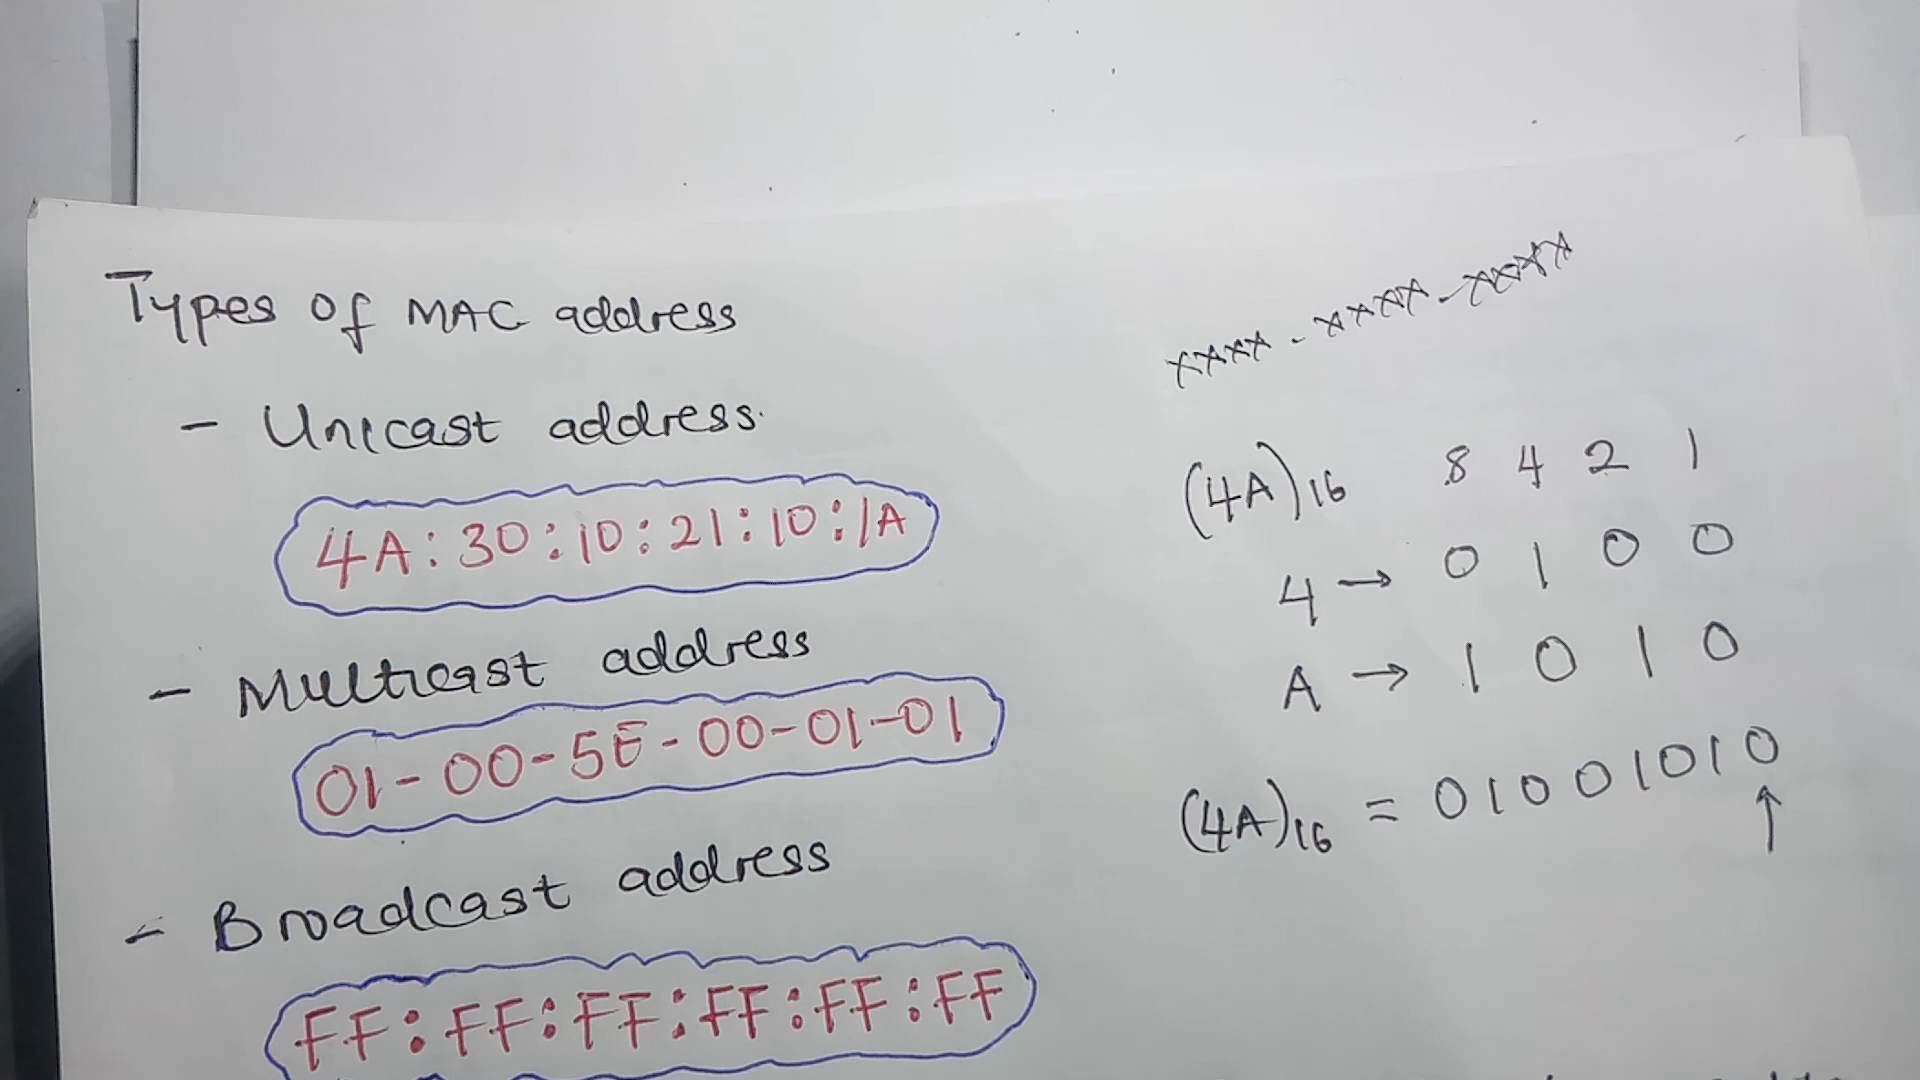 Types of MAC address
- Unicast address.
4A:30:10:21:10:1A
- Multicast address
01-00-5E-00-01-01
- Broadcast address
FF:FF:FF:FF:FF:FF
xxxx-xxxx-xxxx
(4A)16 8 4 2 1
4 → 0 1 0 0
A → 1 0 1 0
(4A)16 = 01001010
↑